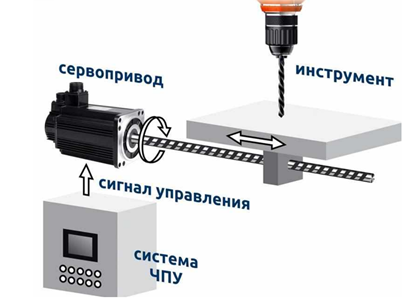 сервопривод
инструмент
сигнал управления
система
ЧПУ